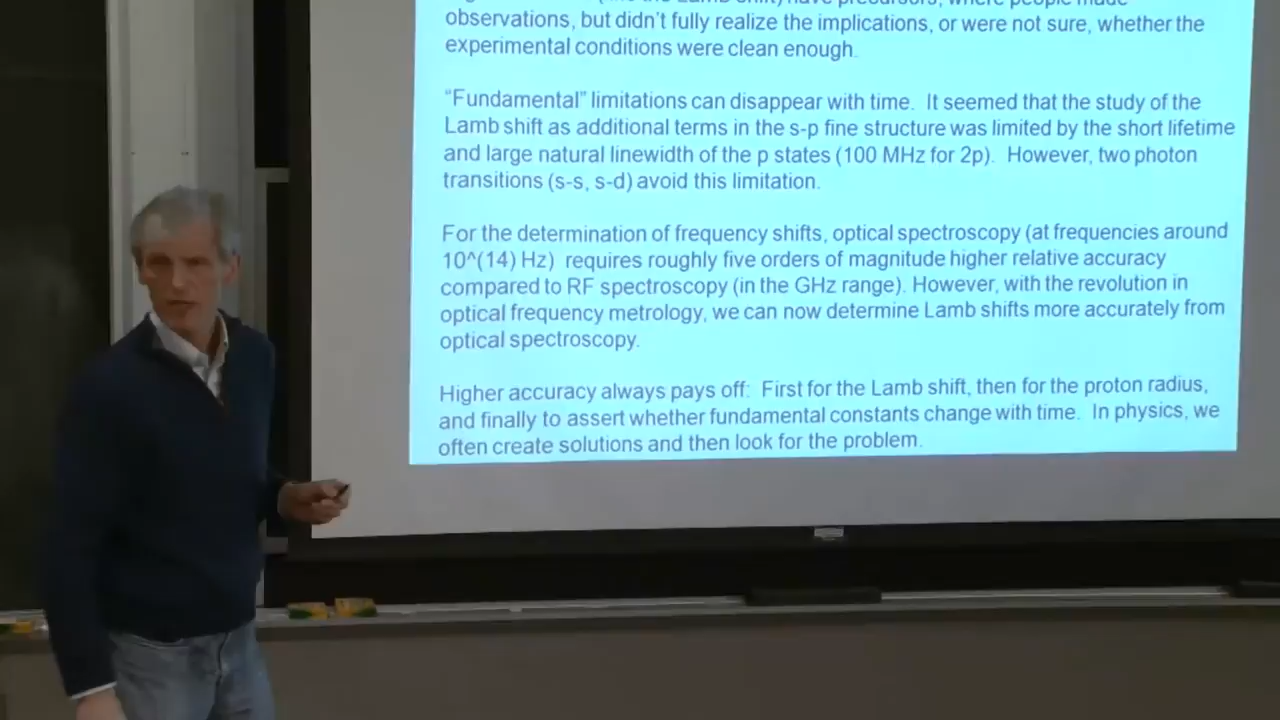 have precursors, where people made
observations, but didn't fully realize the implications, or were not sure, whether the
experimental conditions were clean enough.
“Fundamental” limitations can disappear with time. It seemed that the study of the
Lamb shift as additional terms in the s-p fine structure was limited by the short lifetime
and large natural linewidth of the p states (100 MHz for 2p). However, two photon
transitions (s-s, s-d) avoid this limitation.
For the determination of frequency shifts, optical spectroscopy (at frequencies around
10^(14) Hz) requires roughly five orders of magnitude higher relative accuracy
compared to RF spectroscopy (in the GHz range). However, with the revolution in
optical frequency metrology, we can now determine Lamb shifts more accurately from
optical spectroscopy.
Higher accuracy always pays off: First for the Lamb shift, then for the proton radius,
and finally to assert whether fundamental constants change with time. In physics, we
often create solutions and then look for the problem.